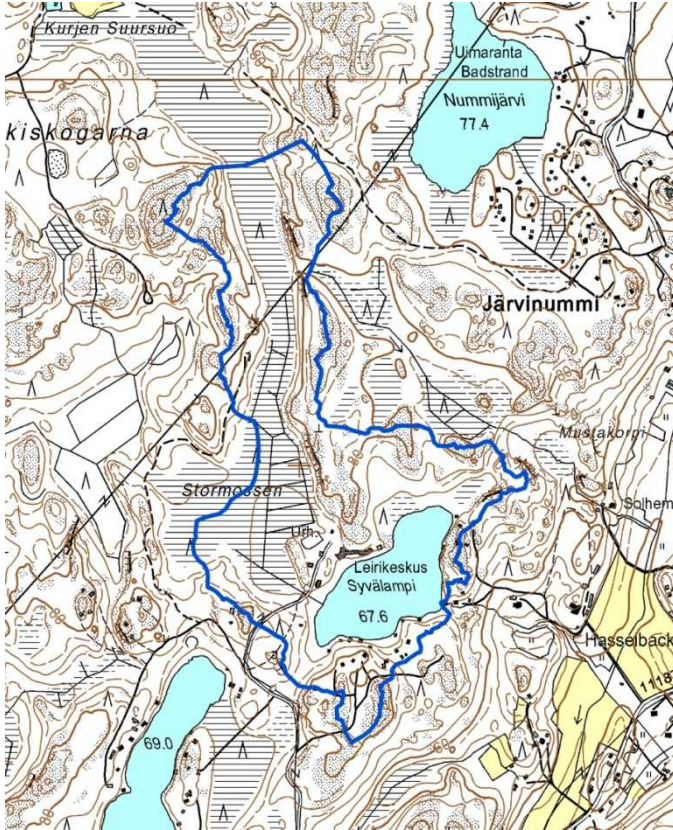 Kurjen Suursuo
Uimaranta
Badstrand
Nummijärvi
77.4
kiskogarna
Järvinummi
Mustakorpi
Stormossen
Solhem
Urh.
Leirikeskus
Syvälampi
67.6
Hasselback
1118
69.0